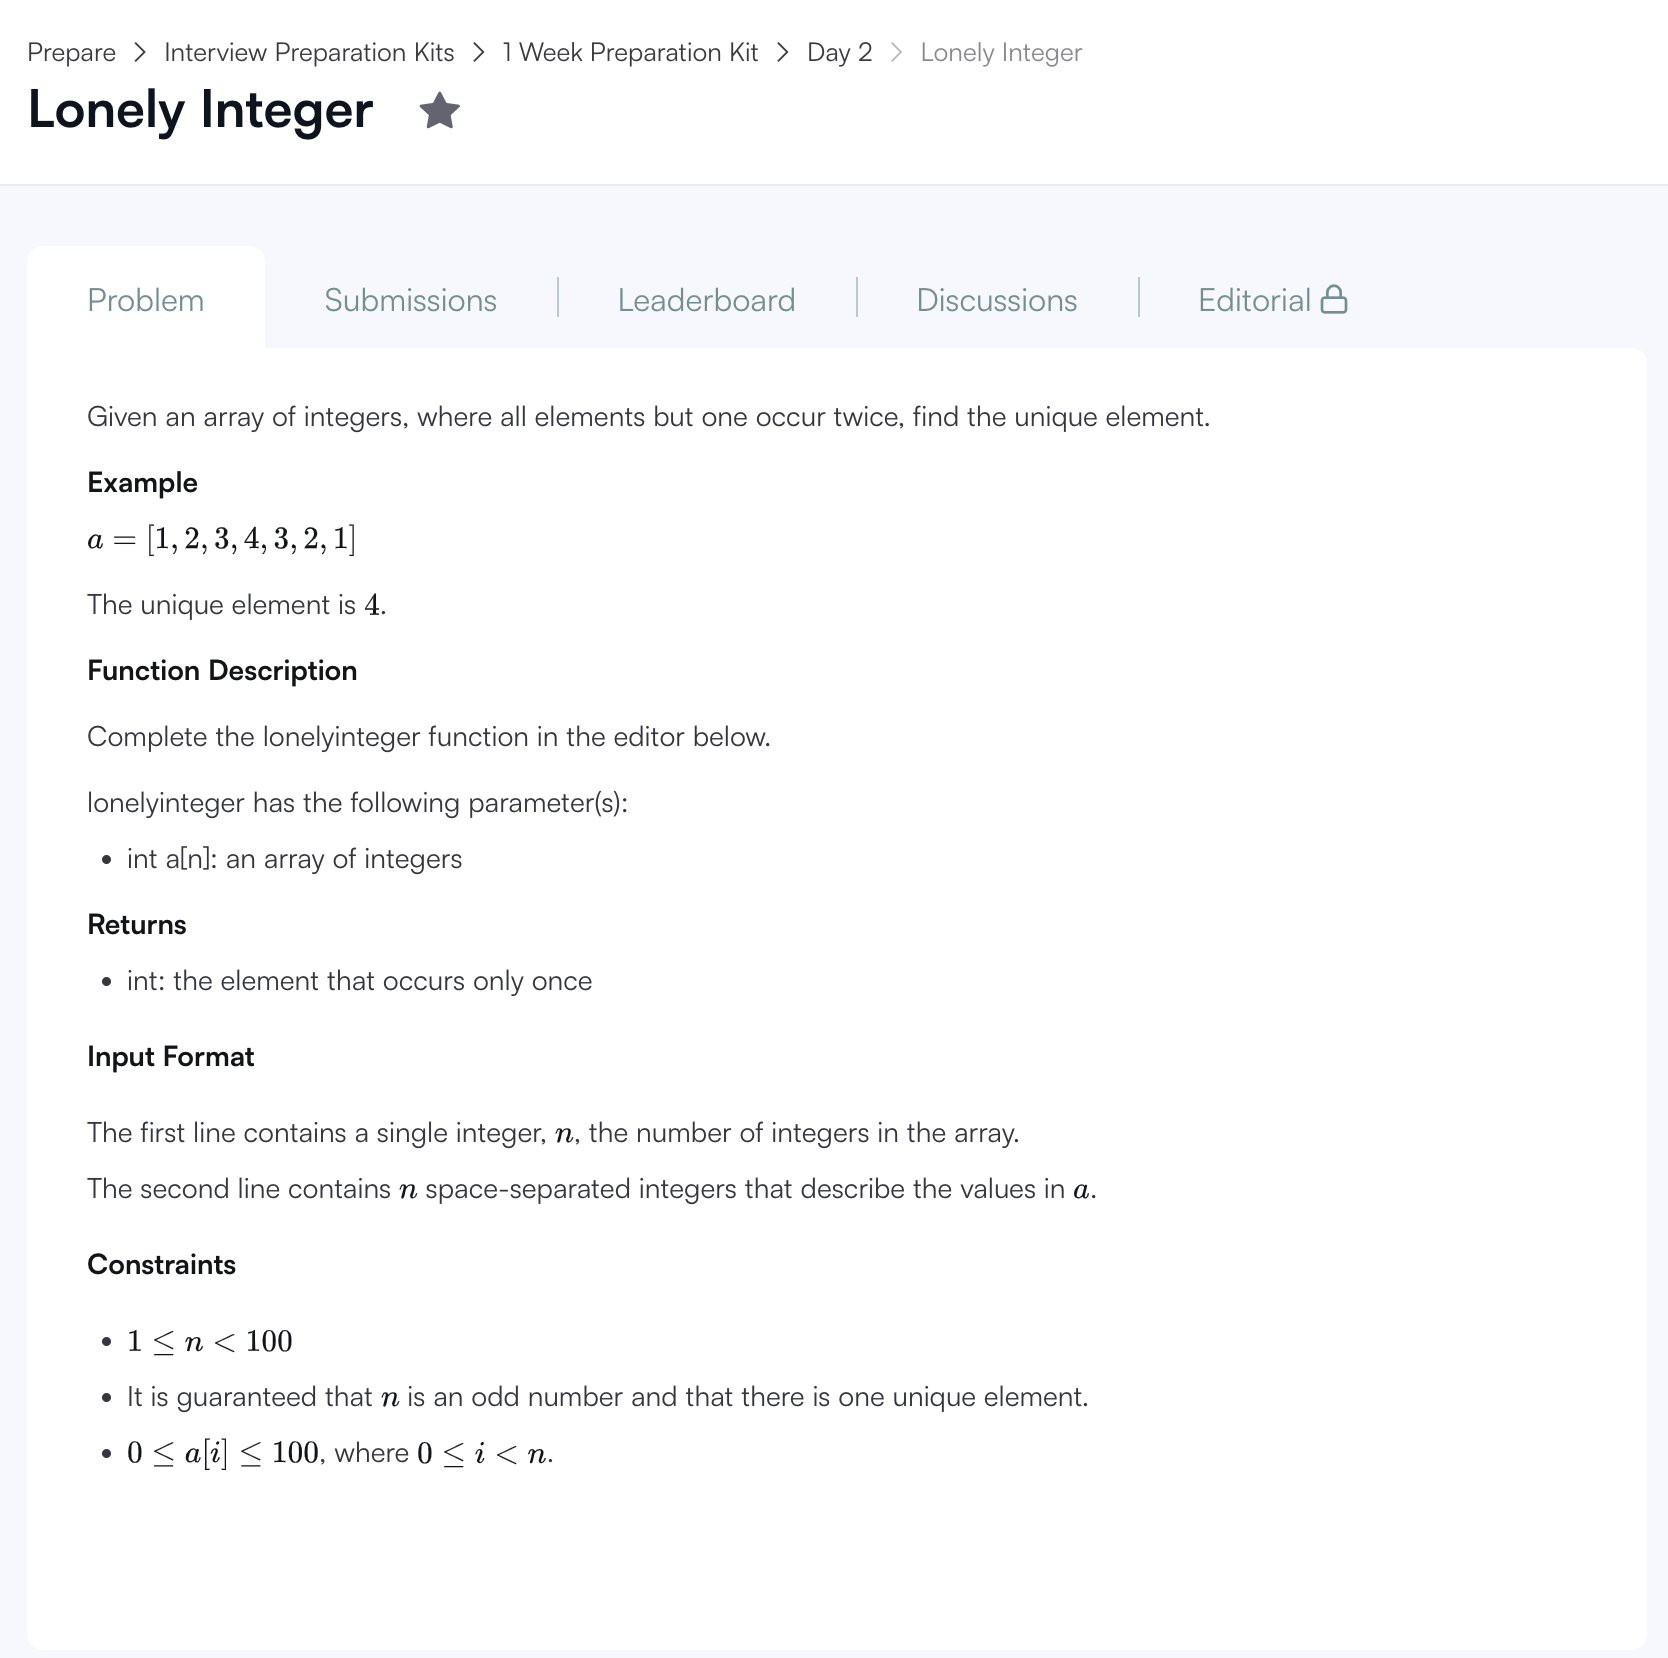 Prepare > Interview Preparation Kits > 1 Week Preparation Kit > Day 2 > Lonely Integer
Lonely Integer
Problem Submissions Leaderboard Discussions Editorial
Given an array of integers, where all elements but one occur twice, find the unique element.
Example
a = [1, 2, 3, 4, 3, 2, 1]
The unique element is 4.
Function Description
Complete the lonelyinteger function in the editor below.
lonelyinteger has the following parameter(s):
• int a[n]: an array of integers
Returns
• int: the element that occurs only once
Input Format
The first line contains a single integer, n, the number of integers in the array.
The second line contains n space-separated integers that describe the values in a.
Constraints
• 1 ≤ n < 100
• It is guaranteed that n is an odd number and that there is one unique element.
• 0 ≤ a[i] ≤ 100, where 0 ≤ i < n.